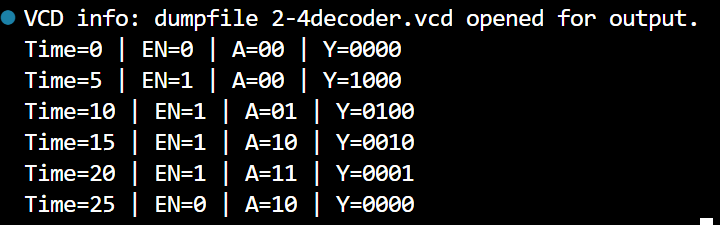 VCD info: dumpfile 2-4decoder.vcd opened for output.
Time=0 | EN=0 | A=00 | Y=0000
Time=5 | EN=1 | A=00 | Y=1000
Time=10 | EN=1 | A=01 | Y=0100
Time=15 | EN=1 | A=10 | Y=0010
Time=20 | EN=1 | A=11 | Y=0001
Time=25 | EN=0 | A=10 | Y=0000